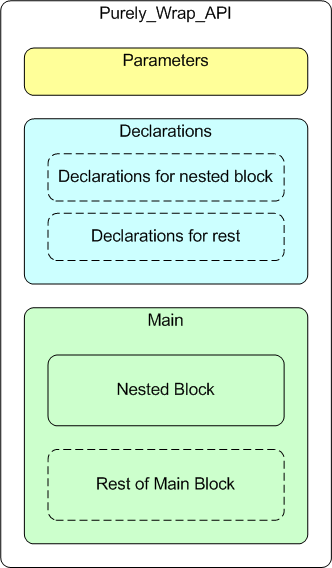 Purely_Wrap_API
Parameters
Declarations
Declarations for nested block
Declarations for rest
Main
Nested Block
Rest of Main Block